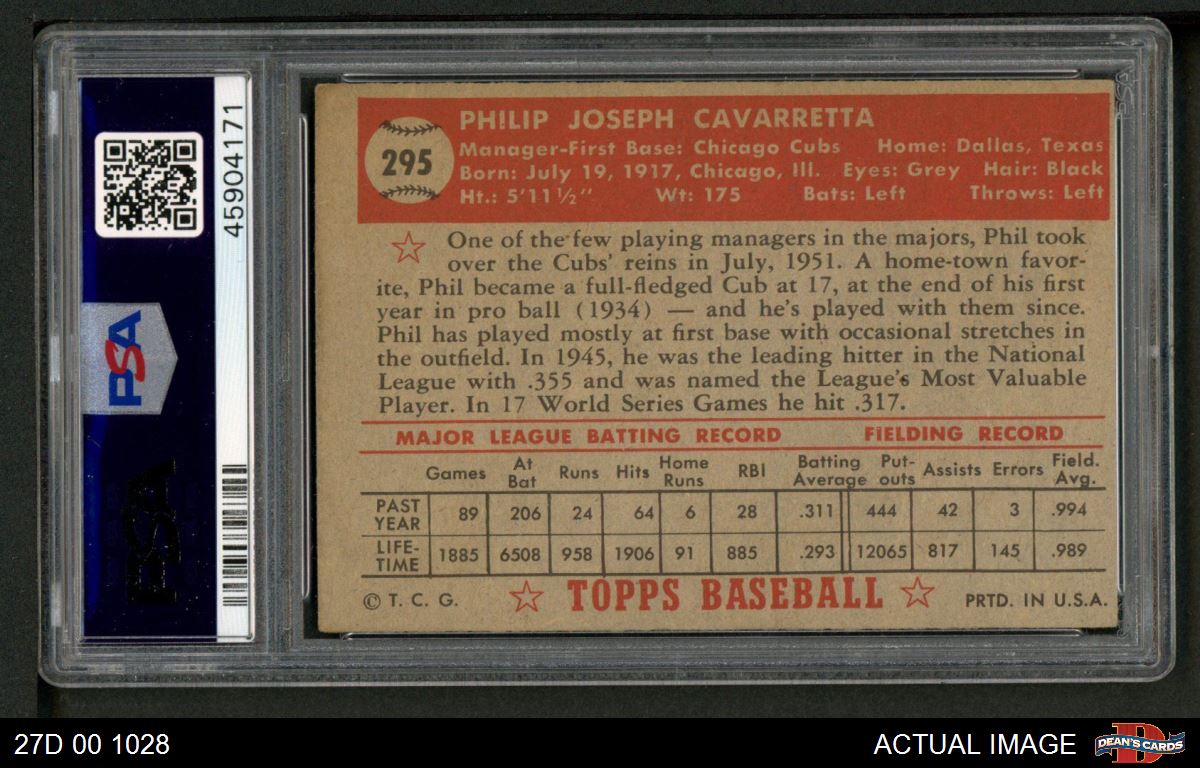 45904171
PSA
PSA
295
PHILIP JOSEPH CAVARRETTA
Manager-First Base: Chicago Cubs Home: Dallas, Texas
Born: July 19, 1917, Chicago, Ill. Eyes: Grey Hair: Black
Ht.: 5'11½" Wt: 175 Bats: Left Throws: Left
One of the few playing managers in the majors, Phil took
over the Cubs' reins in July, 1951. A home-town favor-
ite, Phil became a full-fledged Cub at 17, at the end of his first
year in pro ball (1934) — and he's played with them since.
Phil has played mostly at first base with occasional stretches in
the outfield. In 1945, he was the leading hitter in the National
League with .355 and was named the League's Most Valuable
Player. In 17 World Series Games he hit .317.
MAJOR LEAGUE BATTING RECORD FIELDING RECORD
Games At Bat Runs Hits Home Runs RBI Batting Average Put-outs Assists Errors Field. Avg.
PAST YEAR 89 206 24 64 6 28 .311 444 42 3 .994
LIFE-TIME 1885 6508 958 1906 91 885 .293 12065 817 145 .989
© T. C. G. TOPPS BASEBALL PRTD. IN U.S.A.
PSA
27D 00 1028 ACTUAL IMAGE DEAN'S CARDS